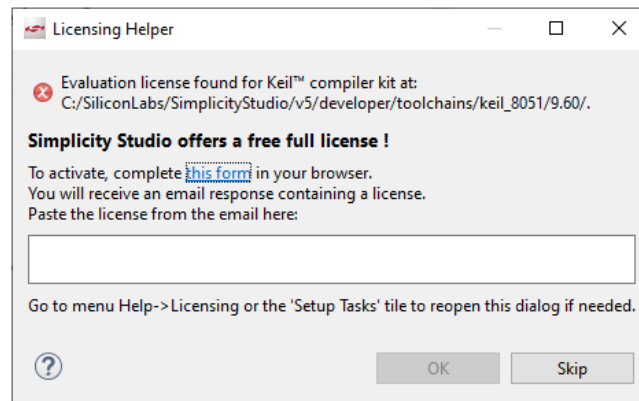 Licensing Helper
Evaluation license found for Keil™ compiler kit at:
C:/SiliconLabs/SimplicityStudio/v5/developer/toolchains/keil_8051/9.60/.
Simplicity Studio offers a free full license !
To activate, complete this form in your browser.
You will receive an email response containing a license.
Paste the license from the email here:
Go to menu Help->Licensing or the 'Setup Tasks' tile to reopen this dialog if needed.
OK
Skip